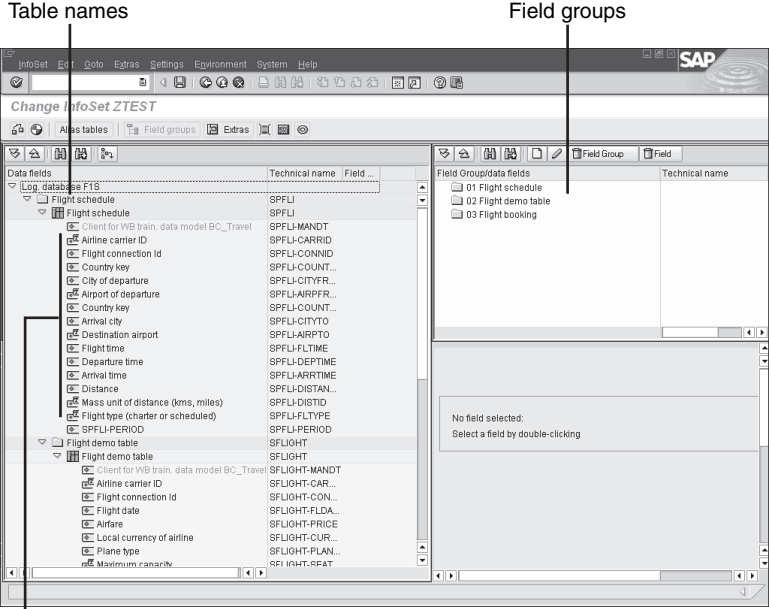 Table names
Field groups
InfoSet Edit Goto Extras Settings Environment System Help
SAP
Change InfoSet ZTEST
Alias tables Field groups Extras
Field Group Field
Data fields Technical name Field ...
Log. database F1S
Flight schedule SPFLI
Flight schedule SPFLI
Client for WB train. data model BC_Travel SPFLI-MANDT
Airline carrier ID SPFLI-CARRID
Flight connection Id SPFLI-CONNID
Country key SPFLI-COUNT...
City of departure SPFLI-CITYFR...
Airport of departure SPFLI-AIRPFR...
Country key SPFLI-COUNT...
Arrival city SPFLI-CITYTO
Destination airport SPFLI-AIRPTO
Flight time SPFLI-FLTIME
Departure time SPFLI-DEPTIME
Arrival time SPFLI-ARRTIME
Distance SPFLI-DISTAN...
Mass unit of distance (kms, miles) SPFLI-DISTID
Flight type (charter or scheduled) SPFLI-FLTYPE
SPFLI-PERIOD SPFLI-PERIOD
Flight demo table SFLIGHT
Flight demo table SFLIGHT
Client for WB train. data model BC_Travel SFLIGHT-MANDT
Airline carrier ID SFLIGHT-CAR...
Flight connection Id SFLIGHT-CON...
Flight date SFLIGHT-FLDA...
Airfare SFLIGHT-PRICE
Local currency of airline SFLIGHT-CUR...
Plane type SFLIGHT-PLAN...
Maximum capacity SFLIGHT-SEAT
Field Group/data fields Technical name
01 Flight schedule
02 Flight demo table
03 Flight booking
No field selected:
Select a field by double-clicking